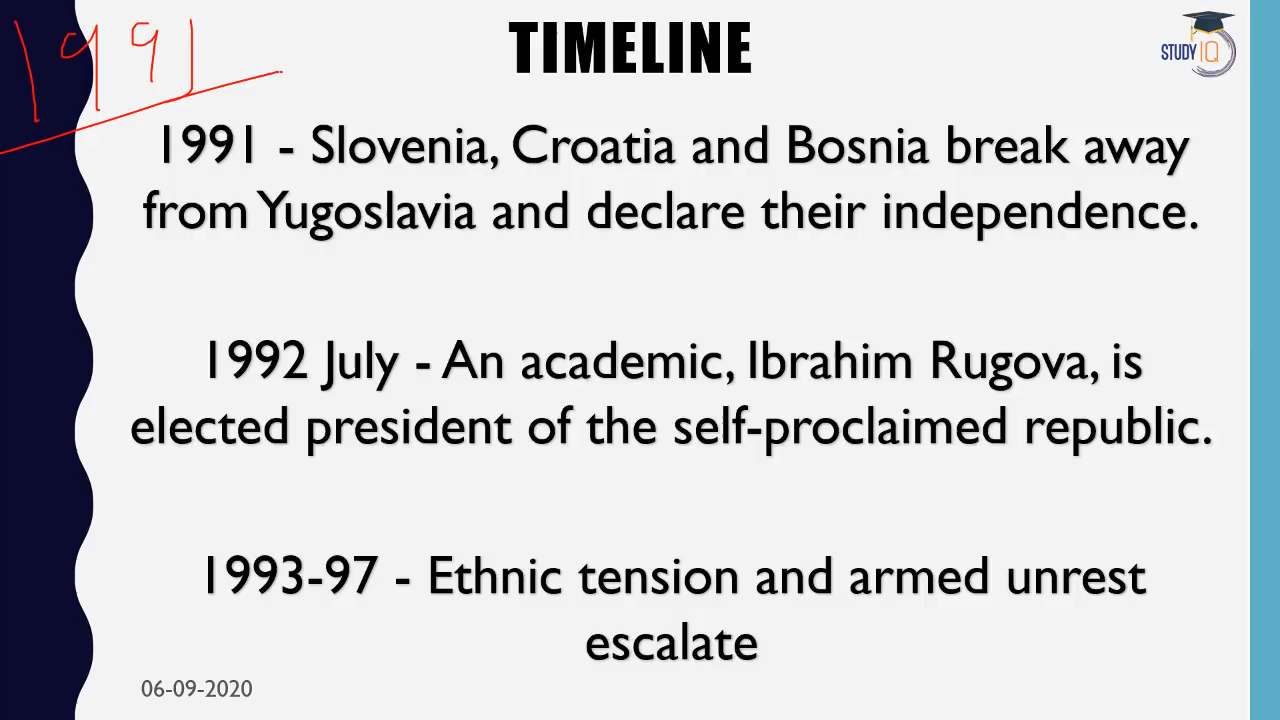 1991
TIMELINE
STUDY IQ
1991 - Slovenia, Croatia and Bosnia break away
from Yugoslavia and declare their independence.
1992 July - An academic, Ibrahim Rugova, is
elected president of the self-proclaimed republic.
1993-97 - Ethnic tension and armed unrest
escalate
06-09-2020